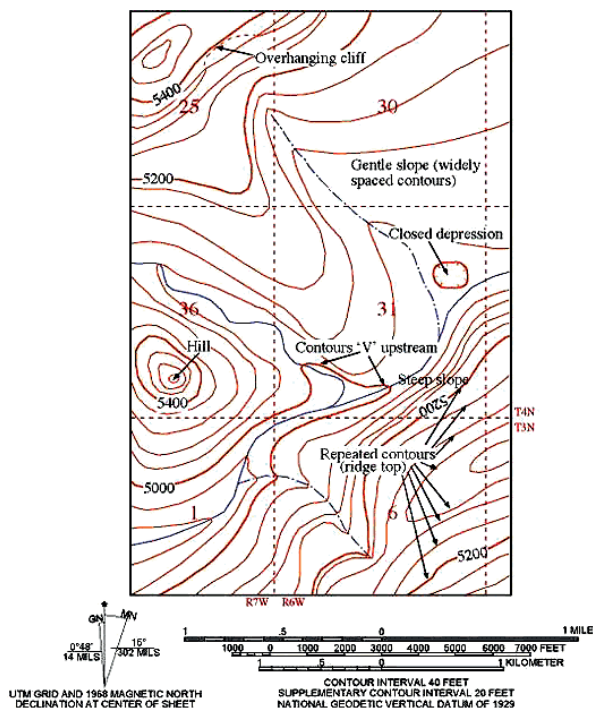 Overhanging cliff
5400
25
30
Gentle slope (widely
spaced contours)
5200
Closed depression
36
31
Hill
Contours 'V' upstream
Steep slope
5400
5200
T4N
T3N
Repeated contours
(ridge top)
5000
1
6
5200
R7W R6W
GN MN
0°48' 15°
14 MILS 302 MILS
UTM GRID AND 1968 MAGNETIC NORTH
DECLINATION AT CENTER OF SHEET
1 .5 0 1 MILE
1000 0 1000 2000 3000 4000 5000 6000 7000 FEET
1 .5 0 1 KILOMETER
CONTOUR INTERVAL 40 FEET
SUPPLEMENTARY CONTOUR INTERVAL 20 FEET
NATIONAL GEODETIC VERTICAL DATUM OF 1929